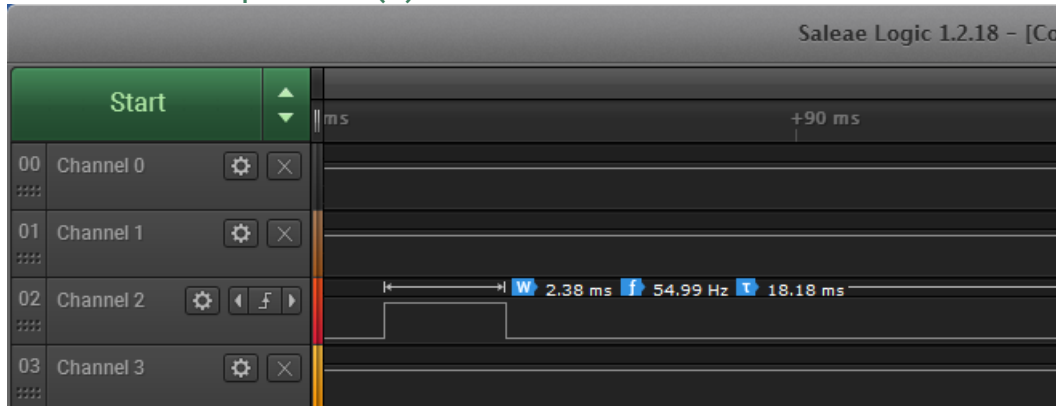 Saleae Logic 1.2.18 – [Co
Start
ms
+90 ms
00 Channel 0
01 Channel 1
02 Channel 2
W 2.38 ms f 54.99 Hz T 18.18 ms
03 Channel 3